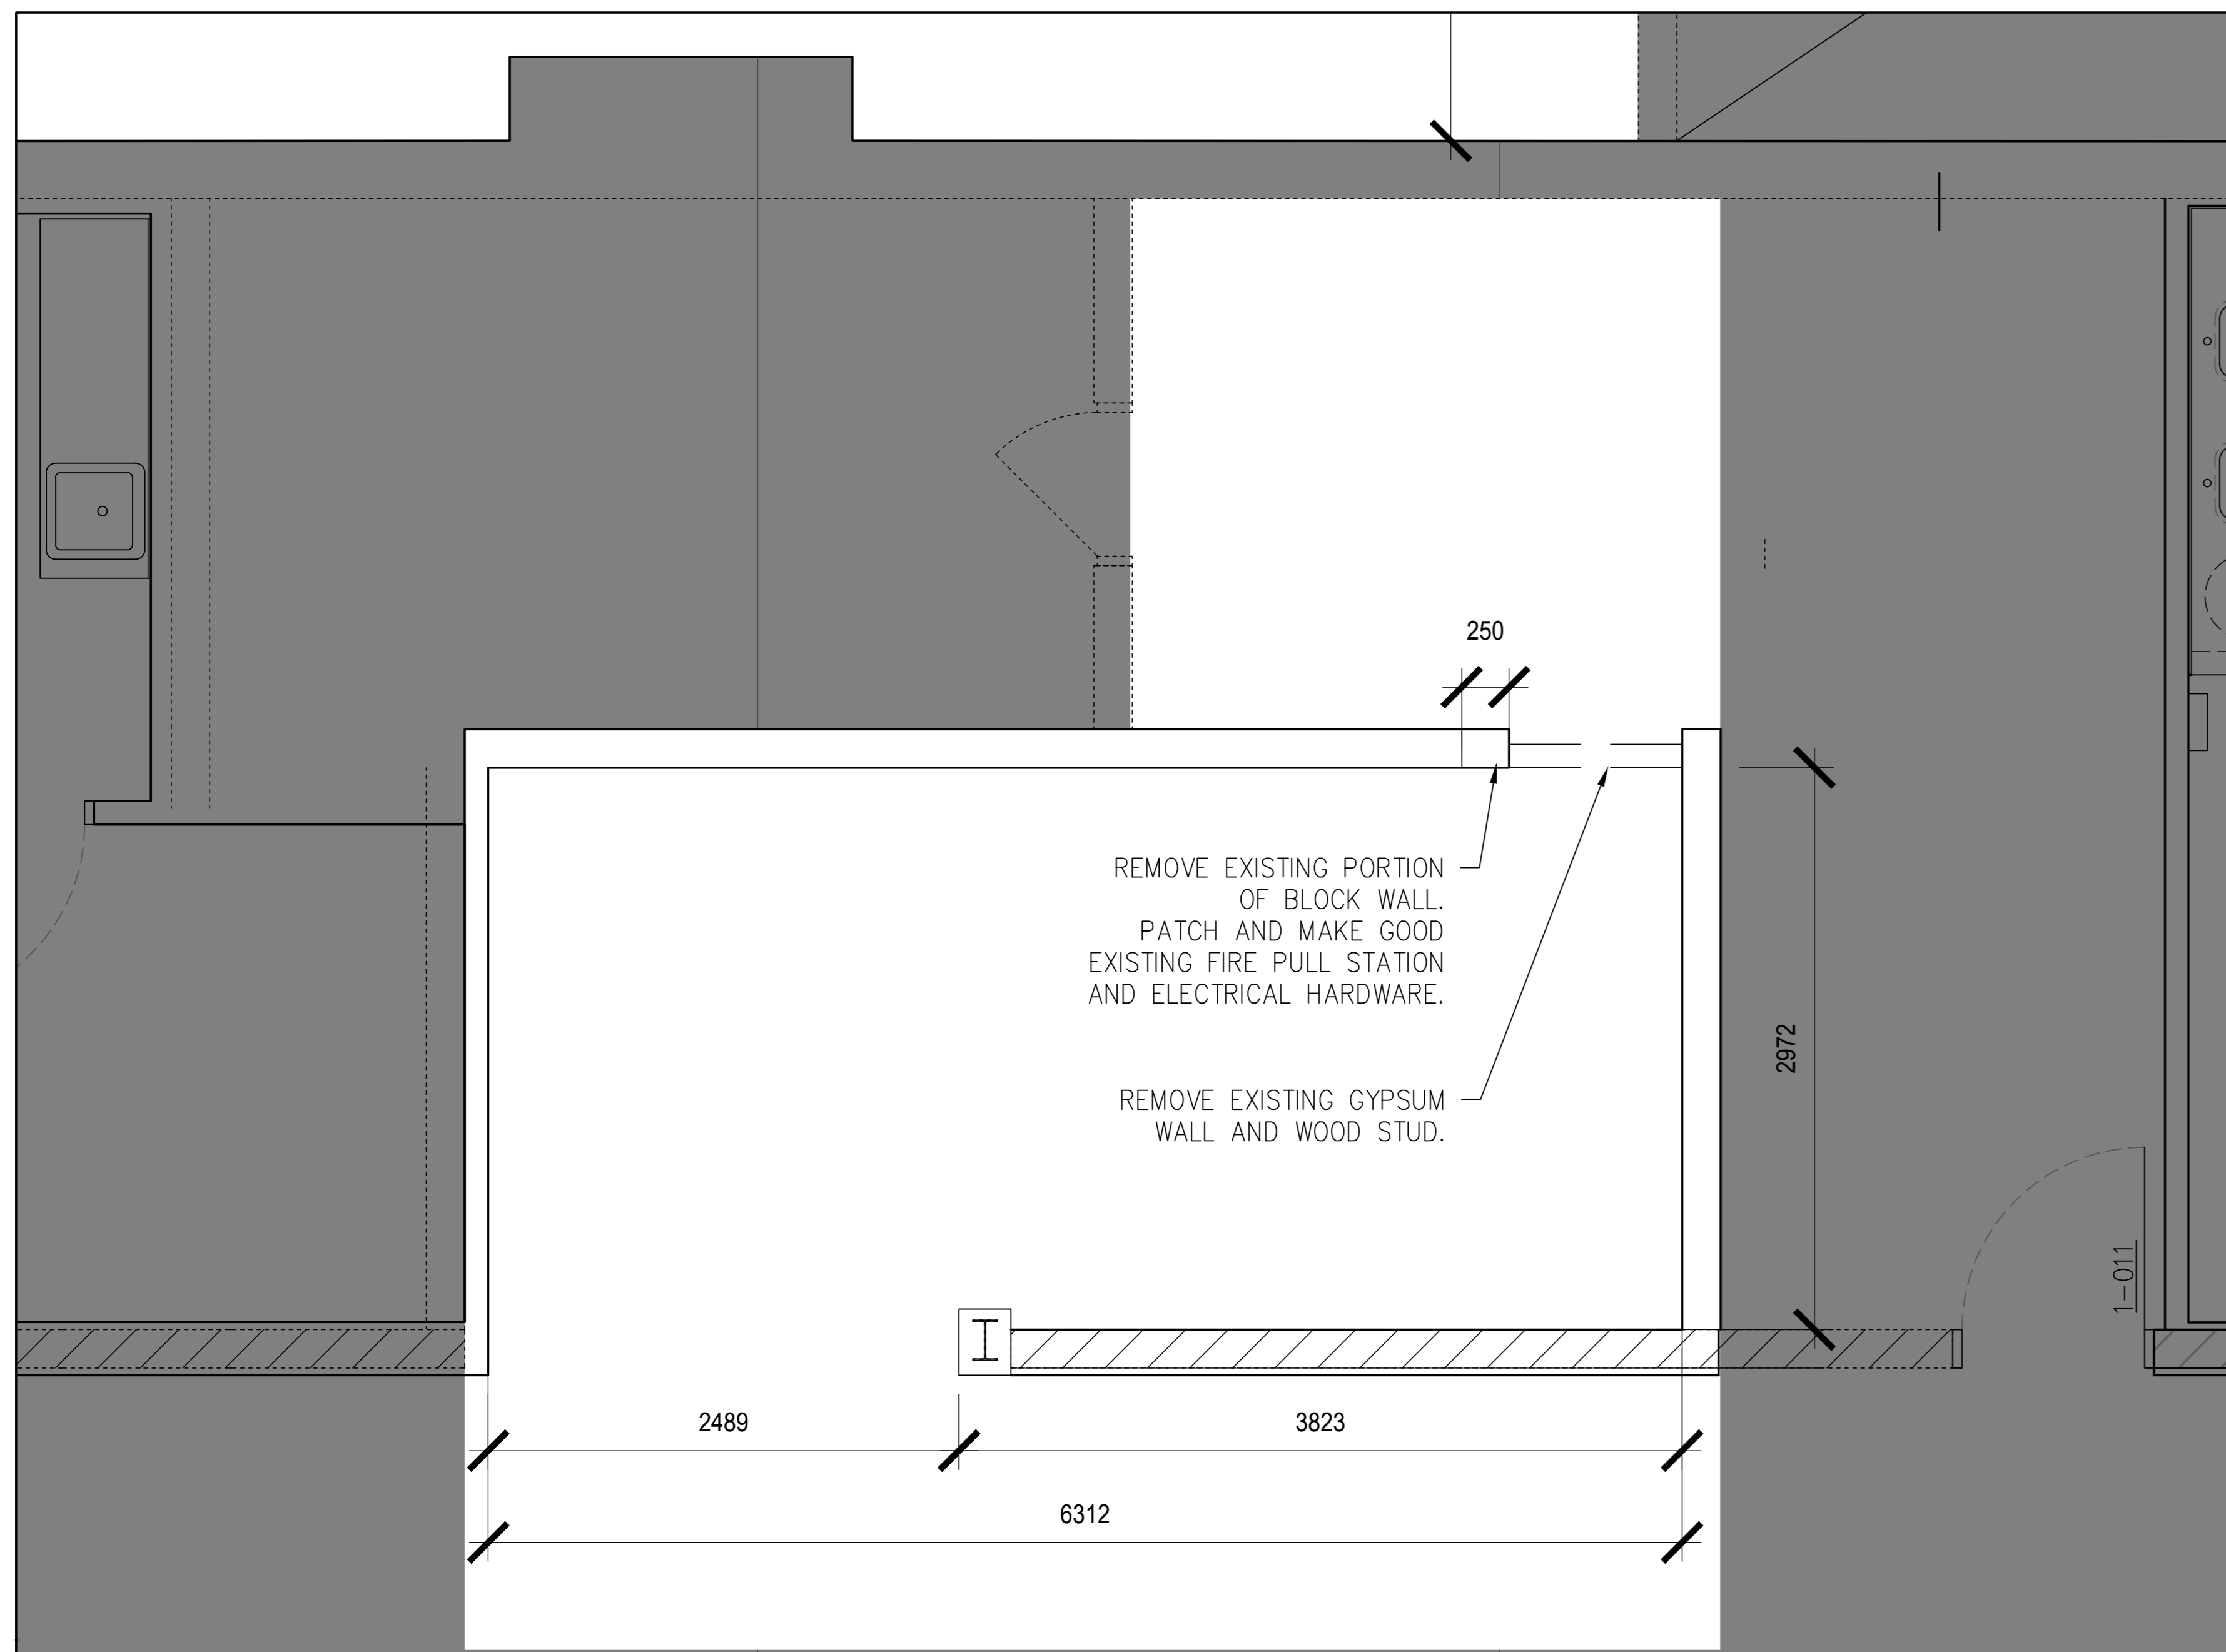 250
REMOVE EXISTING PORTION
OF BLOCK WALL.
PATCH AND MAKE GOOD
EXISTING FIRE PULL STATION
AND ELECTRICAL HARDWARE.
2972
REMOVE EXISTING GYPSUM
WALL AND WOOD STUD.
1-011
2489
3823
6312